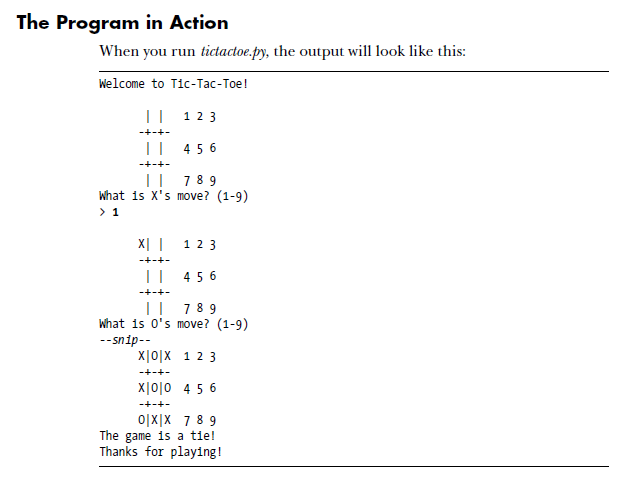 The Program in Action
When you run tictactoe.py, the output will look like this:
Welcome to Tic-Tac-Toe!
| | 1 2 3
-+-+-
| | 4 5 6
-+-+-
| | 7 8 9
What is X's move? (1-9)
> 1
X| | 1 2 3
-+-+-
| | 4 5 6
-+-+-
| | 7 8 9
What is O's move? (1-9)
--snip--
X|O|X 1 2 3
-+-+-
X|O|O 4 5 6
-+-+-
O|X|X 7 8 9
The game is a tie!
Thanks for playing!